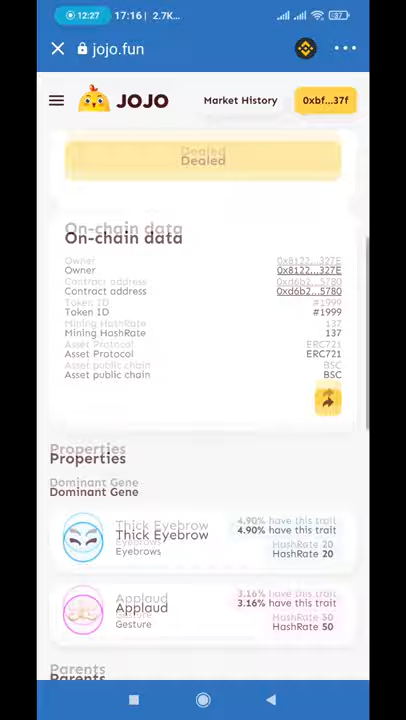 12:27 17:16 | 2.7K... 37
jojo.fun
JOJO Market History 0xbf...37f
Dealed
On-chain data
Owner 0x8122...327E
Contract address 0xd6b2...5780
Token ID #1999
Mining HashRate 137
Asset Protocol ERC721
Asset public chain BSC
Properties
Dominant Gene
Thick Eyebrow 4.90% have this trait
Eyebrows HashRate 20
Applaud 3.16% have this trait
Gesture HashRate 50
Parents